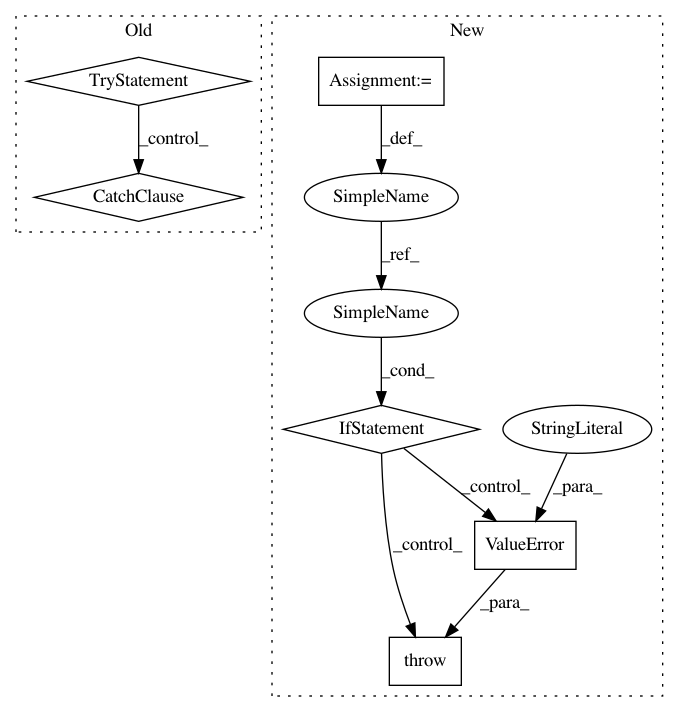 Old
New
TryStatement
Assignment:=
_control_
_def_
CatchClause
SimpleName
_ref_
SimpleName
_cond_
IfStatement
StringLiteral
_control_
_para_
_control_
ValueError
_para_
throw